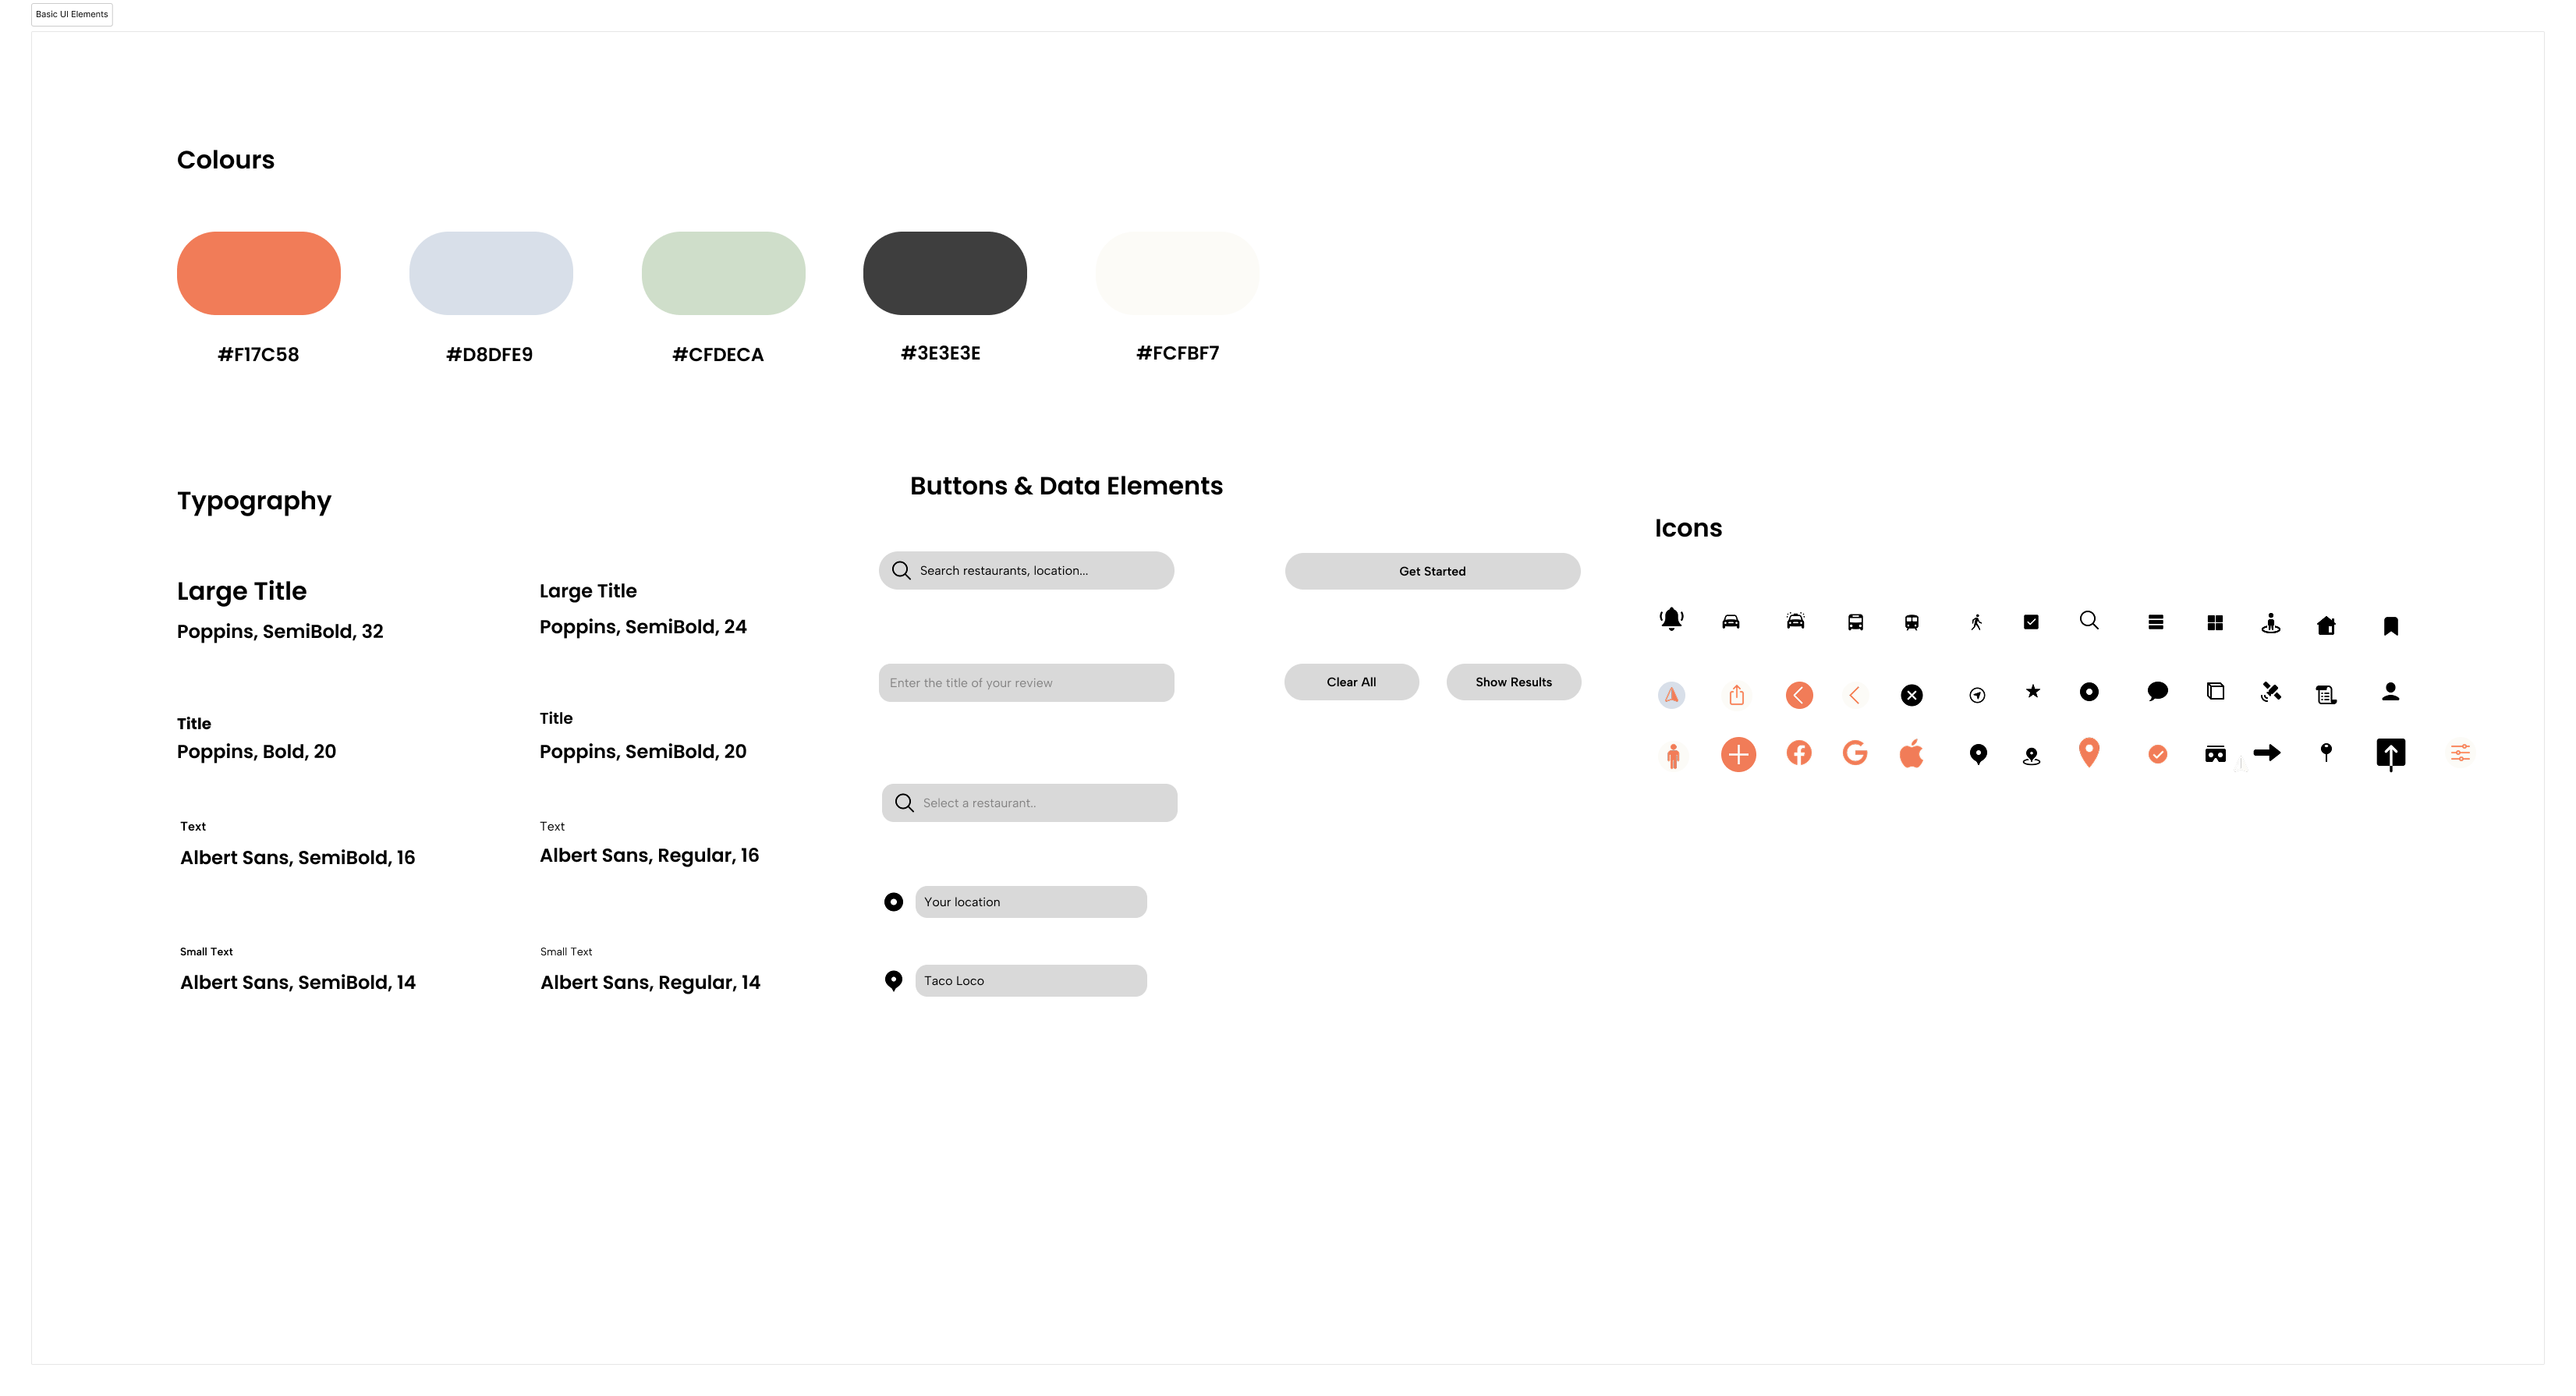 Basic UI Elements
Colours
#F17C58
#D8DFE9
#CFDECA
#3E3E3E
#FCFBF7
Typography
Large Title
Poppins, SemiBold, 32
Large Title
Poppins, SemiBold, 24
Title
Poppins, Bold, 20
Title
Poppins, SemiBold, 20
Text
Albert Sans, SemiBold, 16
Text
Albert Sans, Regular, 16
Small Text
Albert Sans, SemiBold, 14
Small Text
Albert Sans, Regular, 14
Buttons & Data Elements
Search restaurants, location...
Enter the title of your review
Select a restaurant..
Your location
Taco Loco
Get Started
Clear All
Show Results
Icons